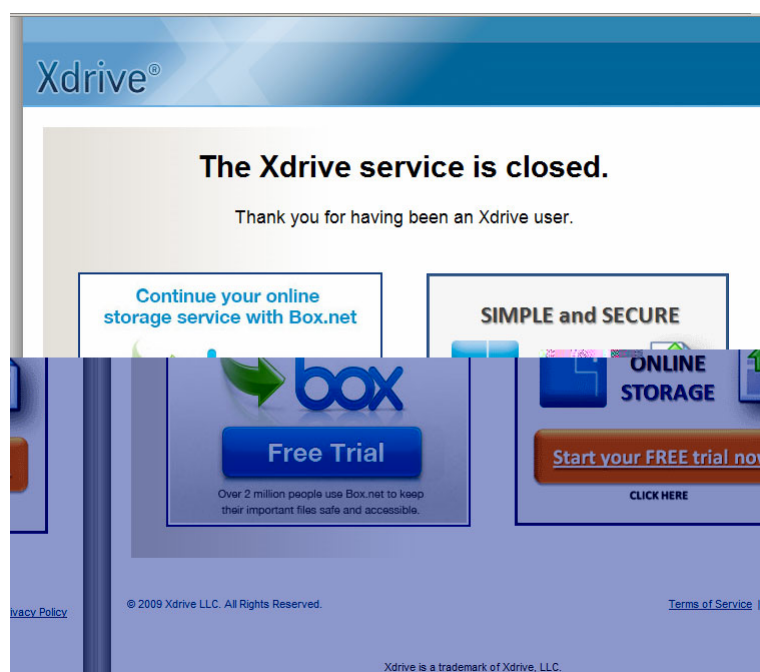 Xdrive®
The Xdrive service is closed.
Thank you for having been an Xdrive user.
Continue your online
storage service with Box.net
box
Free Trial
Over 2 million people use Box.net to keep
their important files safe and accessible.
SIMPLE and SECURE
ONLINE
STORAGE
Start your FREE trial now
CLICK HERE
ivacy Policy
© 2009 Xdrive LLC. All Rights Reserved.
Terms of Service |
Xdrive is a trademark of Xdrive, LLC.